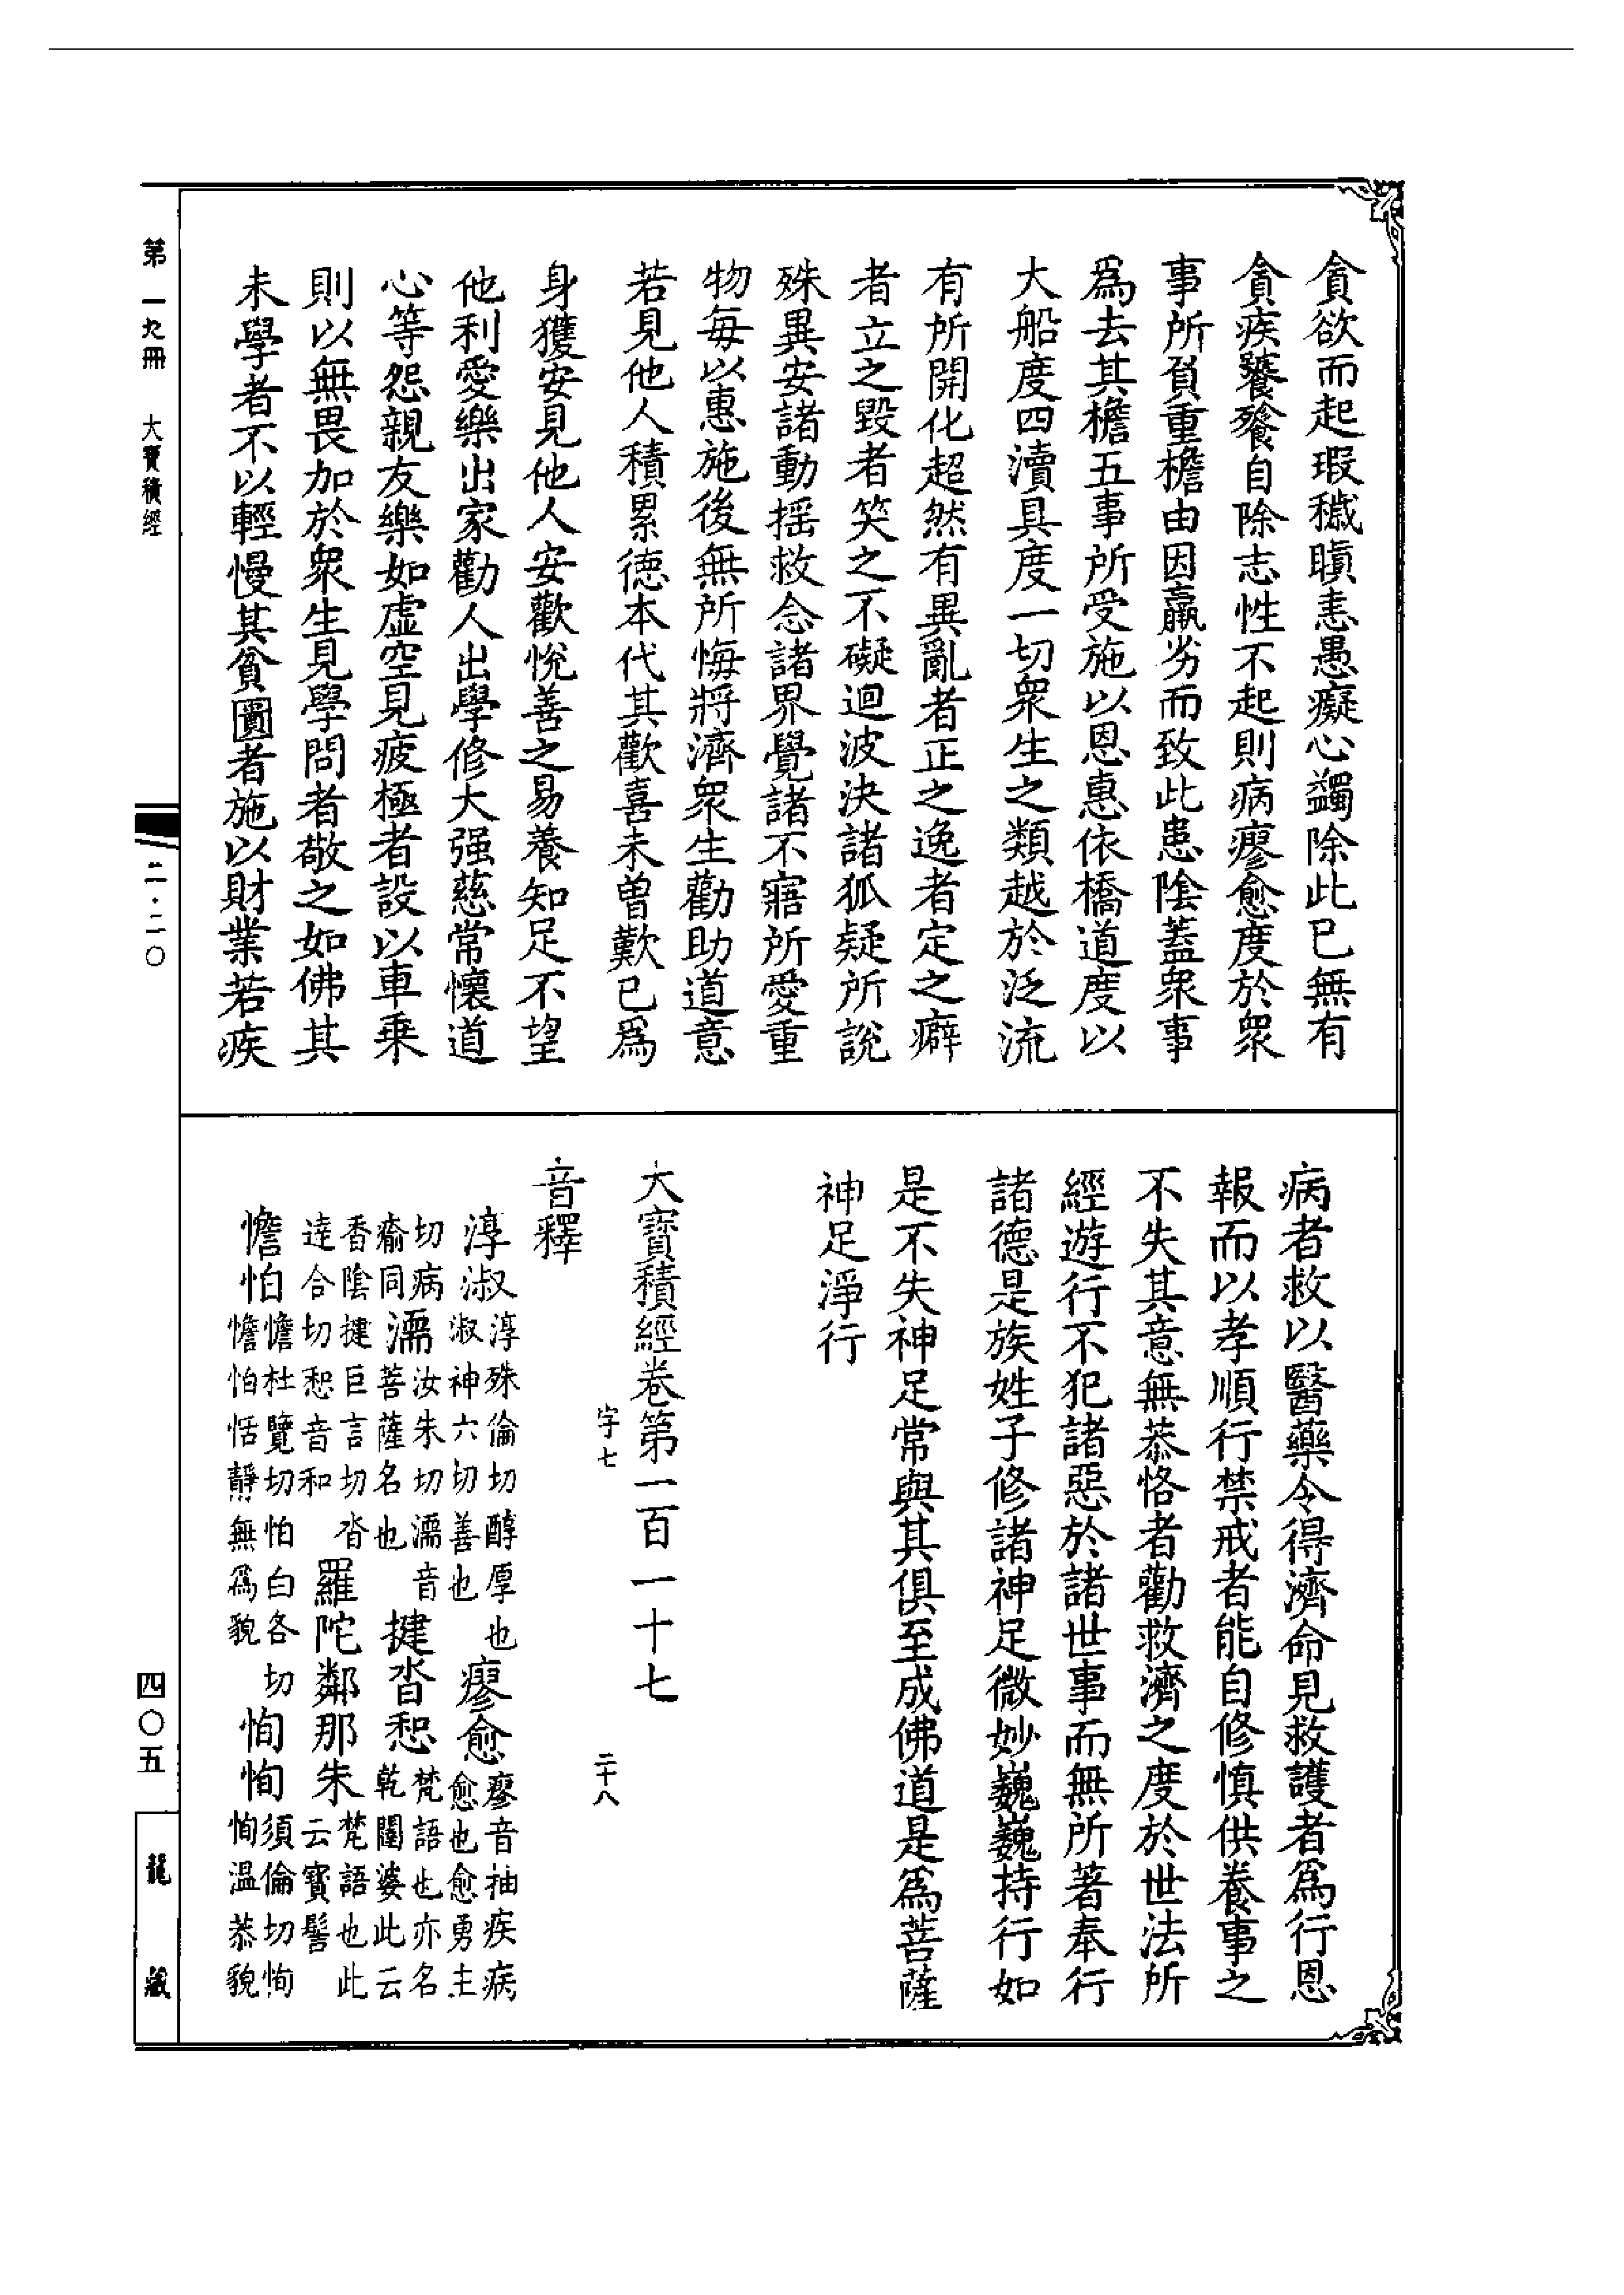 貪欲而起瑕穢瞋恚愚癡心蠲除此已無有
貪疾饕餮自除志性不起則病瘳愈度於衆
事所負重檐由因羸劣而致此患陰蓋衆事
爲去其檐五事所受施以恩惠依橋道度以
大船度四瀆具度一切衆生之類越於泛流
有所開化超然有異亂者正之逸者定之癖
者立之毀者笑之不礙迴波決諸狐疑所說
殊異安諸動揺救念諸界覺諸不寤所愛重
物每以惠施後無所悔將濟衆生勸助道意
若見他人積累德本代其歡喜未曾歎已爲
身獲安見他人安歡悅善之易養知足不望
他利愛樂出家勸人出學修大强慈常懷道
心等怨親友樂如虛空見疲極者設以車乘
則以無畏加於衆生見學問者敬之如佛其
未學者不以輕慢其貧匱者施以財業若疾
病者救以醫藥令得濟命見救護者爲行恩
報而以孝順行禁戒者能自修慎供養事之
不失其意無恭恪者勸救濟之度於世法所
經遊行不犯諸惡於諸世事而無所著奉行
諸德是族姓子修諸神足微妙巍巍持行如
是不失神足常與其俱至成佛道是爲菩薩
神足淨行
大寶積經卷第一百一十七
字七 二十八
音釋
淳淑 淳殊倫切醇厚也淑神六切善也 瘳愈 瘳音抽疾病愈也愈勇主
切病瘉同 濡 汝朱切濡音菩薩名也 揵沓惒 梵語也亦名乾闥婆此云
香陰揵巨言切沓達合切惒音和 羅陀鄰那朱 梵語也此云寶髻
憺怕 憺杜覽切怕白各切憺怕恬靜無爲貌 恂恂 須倫切恂恂温恭貌
第一九冊 大寶積經
二·二〇
四〇五
龍藏